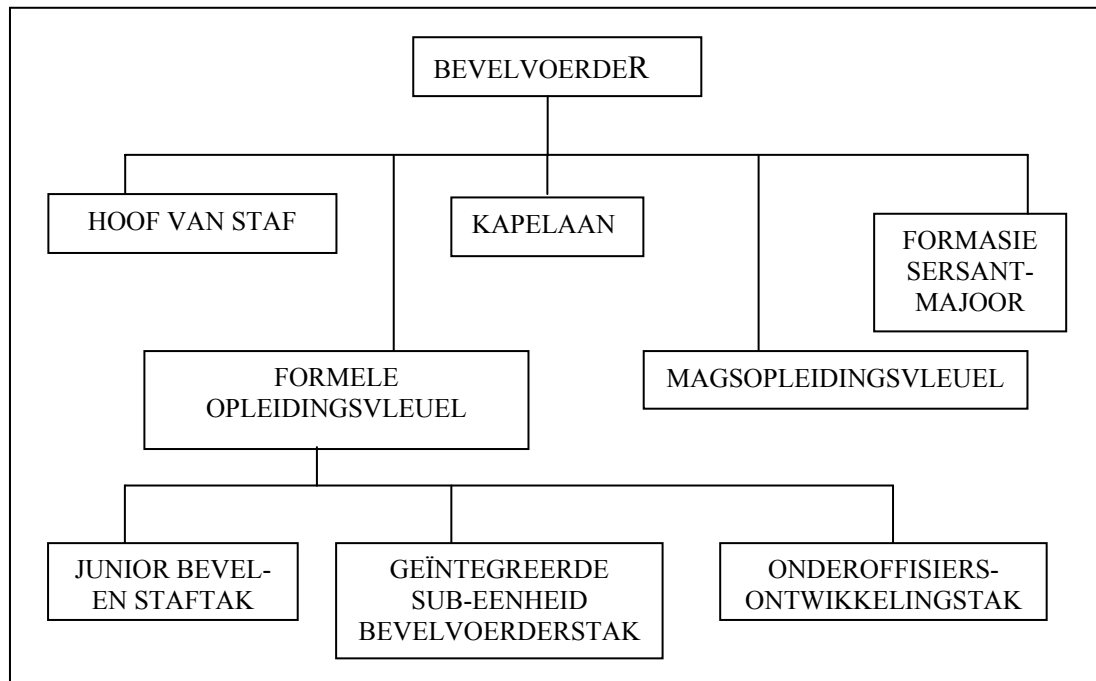 BEVELVOERDER
HOOF VAN STAF
KAPELAAN
FORMASIE
SERSANT-
MAJOOR
FORMELE
OPLEIDINGSVLEUEL
MAGSOPLEIDINGSVLEUEL
JUNIOR BEVEL-
EN STAFTAK
GEÏNTEGREERDE
SUB-EENHEID
BEVELVOERDERSTAK
ONDEROFFISIERS-
ONTWIKKELINGSTAK